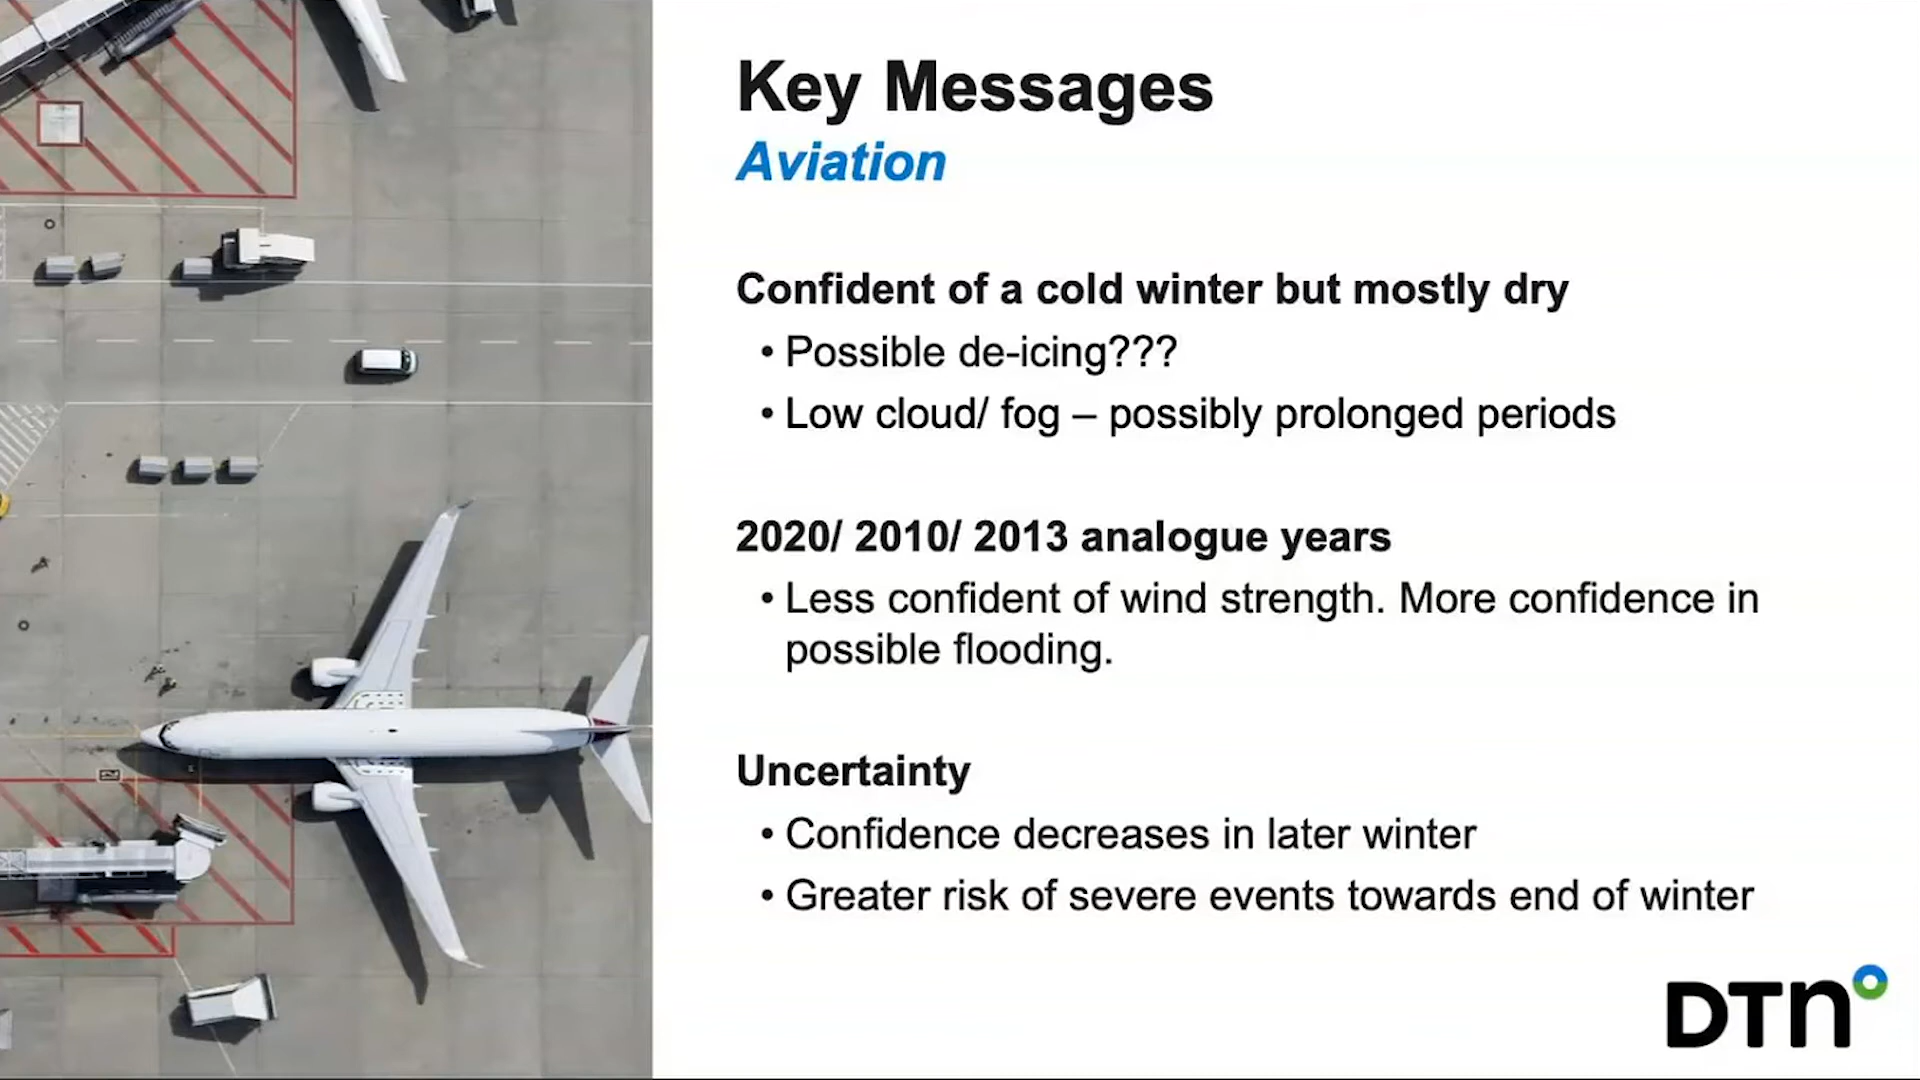 Key Messages
Aviation
Confident of a cold winter but mostly dry
• Possible de-icing???
• Low cloud/ fog – possibly prolonged periods
2020/ 2010/ 2013 analogue years
• Less confident of wind strength. More confidence in
possible flooding.
Uncertainty
• Confidence decreases in later winter
• Greater risk of severe events towards end of winter
DTN